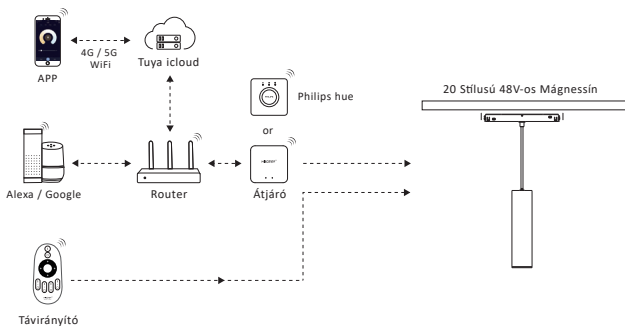 4G / 5G
WiFi
APP
Tuya icloud
Philips hue
or
20 Stílusú 48V-os Mágnessín
Alexa / Google
Router
Átjáró
Távirányító